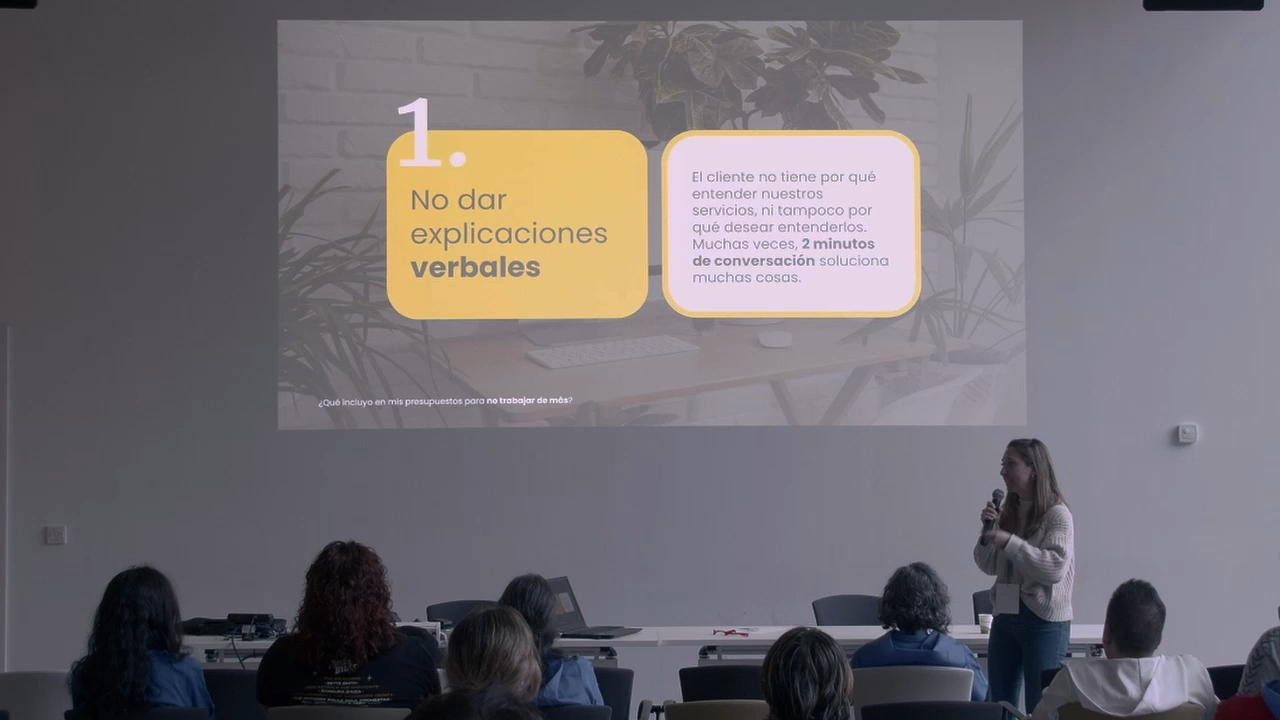 1.
No dar
explicaciones
verbales
El cliente no tiene por qué
entender nuestros
servicios, ni tampoco por
qué desear entenderlos.
Muchas veces, 2 minutos
de conversación soluciona
muchas cosas.
¿Qué incluyo en mis presupuestos para no trabajar de más?